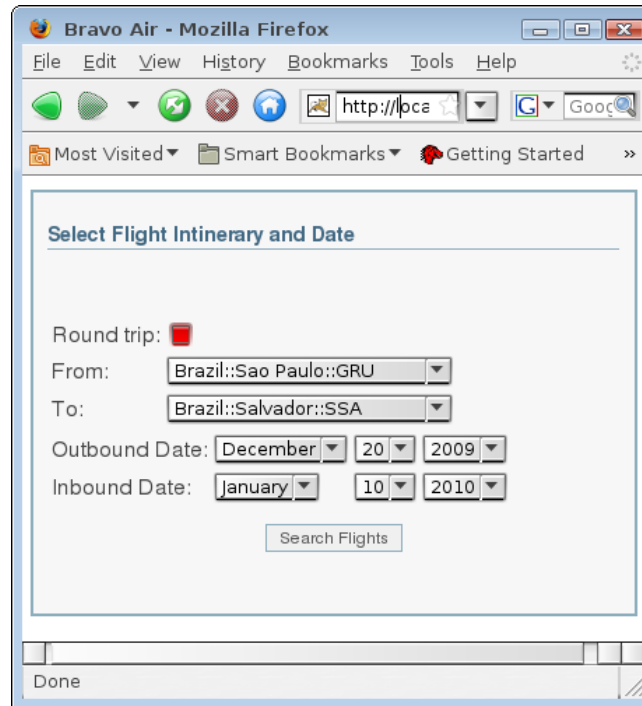 Bravo Air - Mozilla Firefox
File Edit View History Bookmarks Tools Help
http://loca G Goo
Most Visited Smart Bookmarks Getting Started »
Select Flight Intinerary and Date
Round trip:
From: Brazil::Sao Paulo::GRU
To: Brazil::Salvador::SSA
Outbound Date: December 20 2009
Inbound Date: January 10 2010
Search Flights
Done